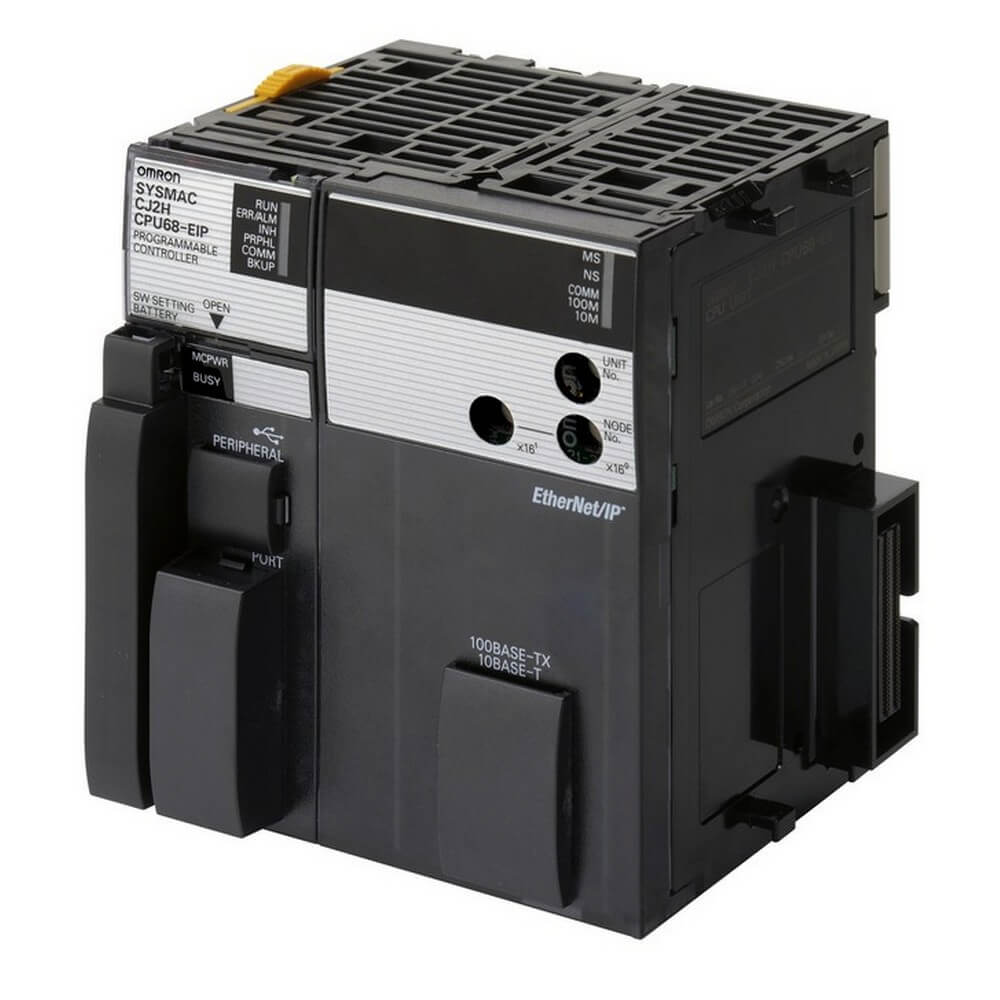 OMRON
SYSMAC
CJ2H
CPU68-EIP
PROGRAMMABLE
CONTROLLER
RUN
ERR/ALM
INH
PRPHL
COMM
BKUP
SW SETTING
BATTERY
OPEN
MCPWR
BUSY
PERIPHERAL
PORT
MS
NS
COMM
100M
10M
UNIT
No.
NODE
No.
x16¹
x16⁰
EtherNet/IP™
100BASE-TX
10BASE-T